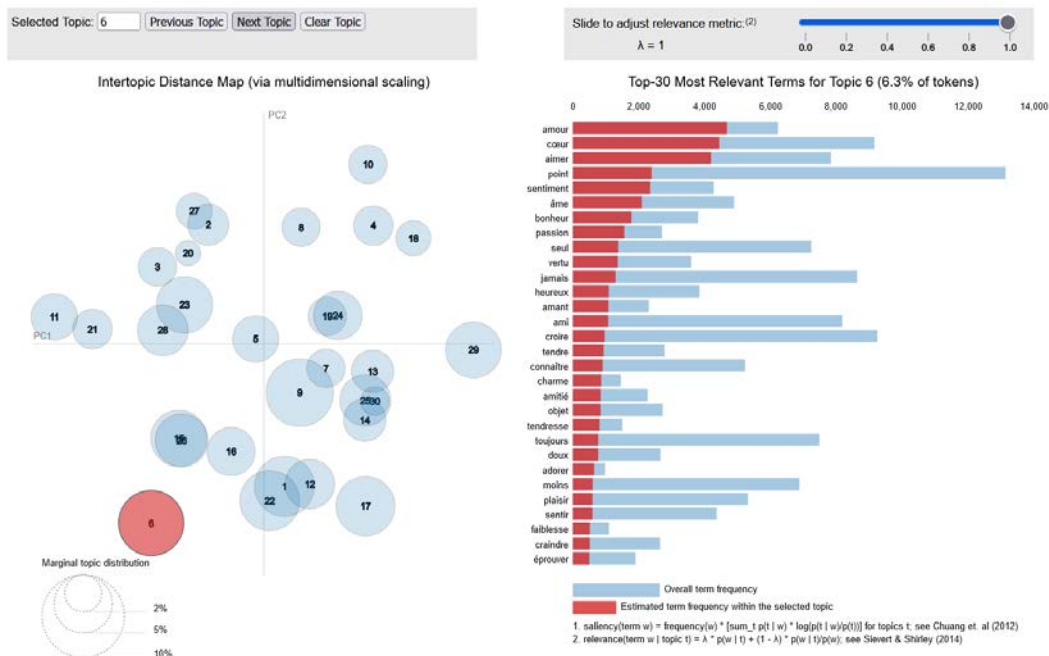 Selected Topic: 6 Previous Topic Next Topic Clear Topic
Slide to adjust relevance metric:(2)
λ = 1
0.0 0.2 0.4 0.6 0.8 1.0
Intertopic Distance Map (via multidimensional scaling)
PC2
PC1
10
27
2
8
4
18
20
3
23
11
21
28
5
19
24
29
7
13
9
25
30
14
16
1
12
22
17
6
Marginal topic distribution
2%
5%
10%
Top-30 Most Relevant Terms for Topic 6 (6.3% of tokens)
0 2,000 4,000 6,000 8,000 10,000 12,000 14,000
amour
cœur
aimer
point
sentiment
âme
bonheur
passion
seul
vertu
jamais
heureux
amant
ami
croire
tendre
connaître
charme
amitié
objet
tendresse
toujours
doux
adorer
moins
plaisir
sentir
faiblesse
craindre
éprouver
Overall term frequency
Estimated term frequency within the selected topic
1. saliency(term w) = frequency(w) * [sum_t p(t | w) * log(p(t | w)/p(t))] for topics t; see Chuang et. al (2012)
2. relevance(term w | topic t) = λ * p(w | t) + (1 - λ) * p(w | t)/p(w); see Sievert & Shirley (2014)